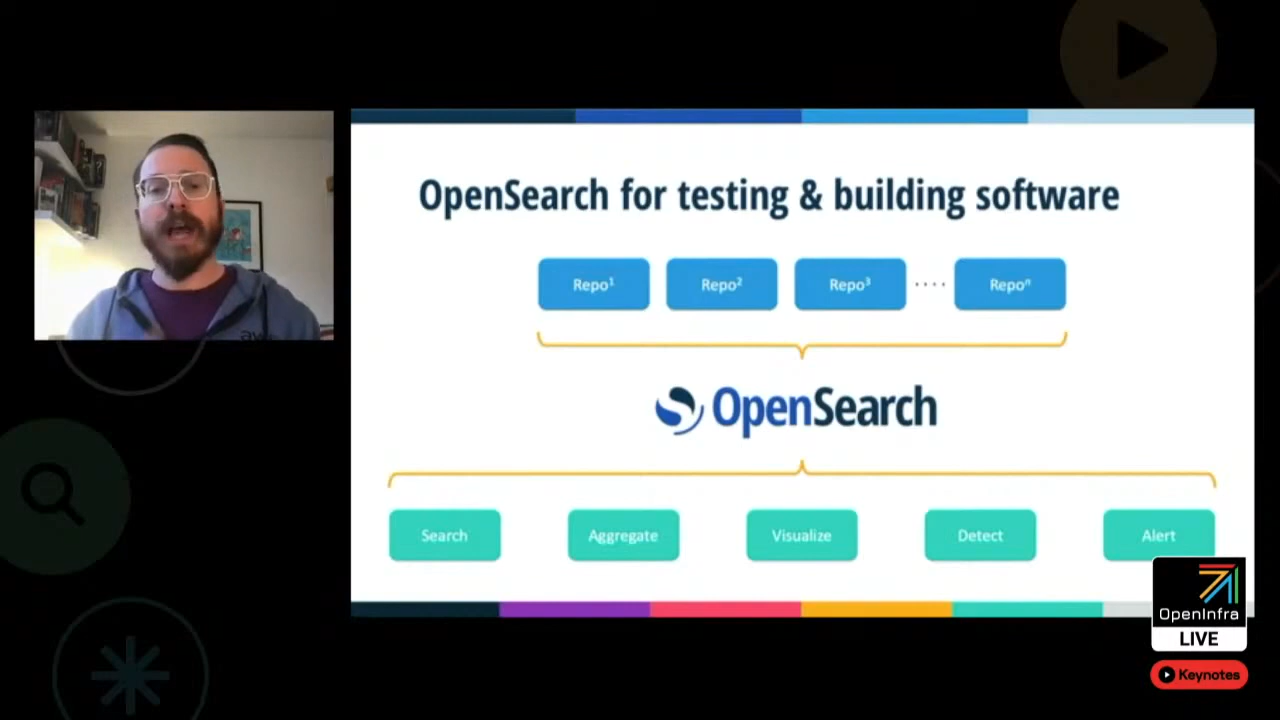 OpenSearch for testing & building software
Repo¹ Repo² Repo³ ···· Repoⁿ
OpenSearch
Search Aggregate Visualize Detect Alert
OpenInfra
LIVE
Keynotes